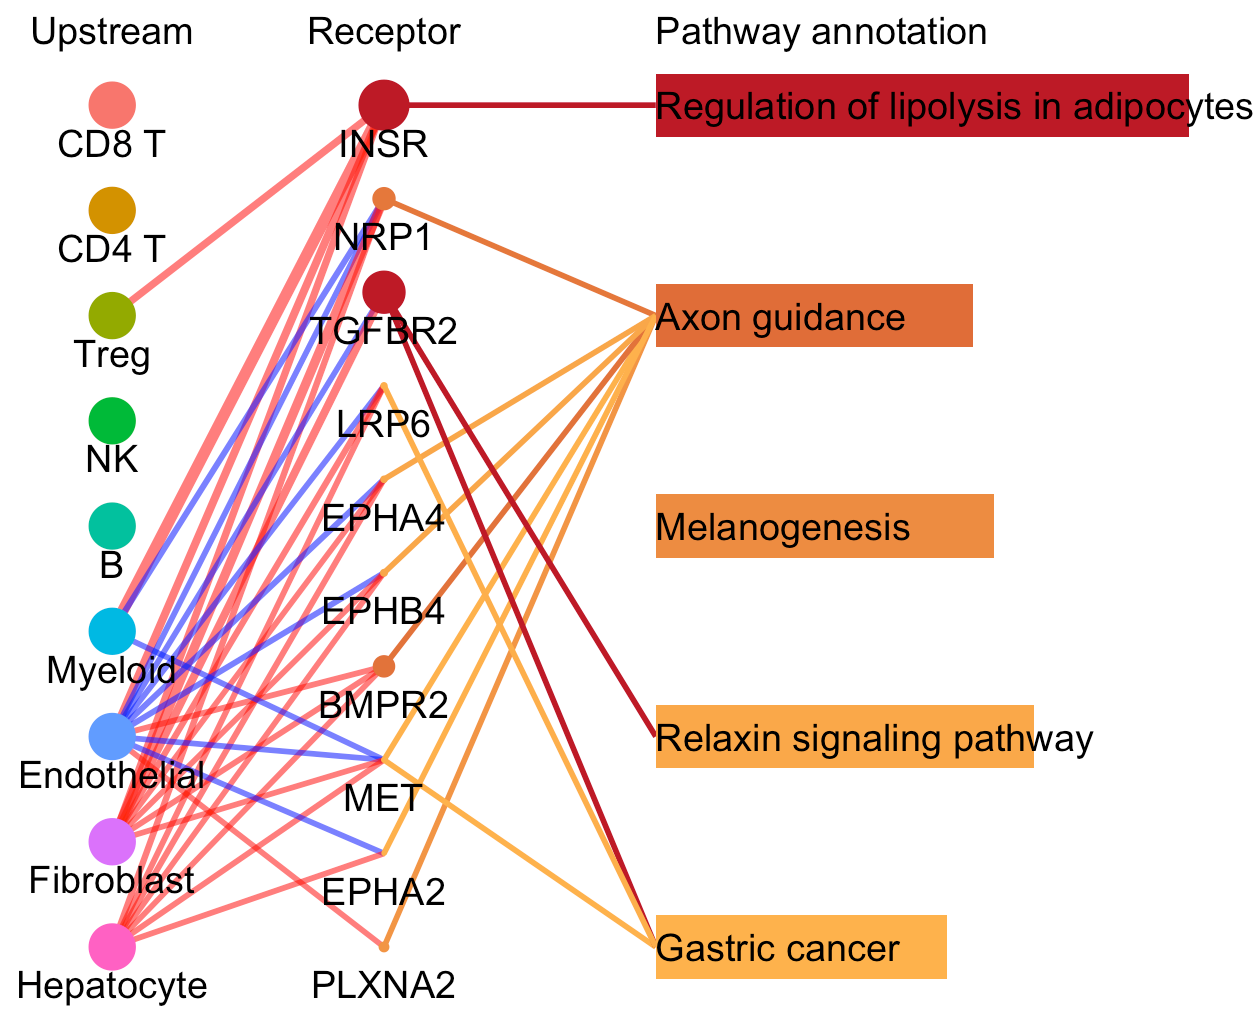 Upstream
Receptor
Pathway annotation
CD8 T
CD4 T
Treg
NK
B
Myeloid
Endothelial
Fibroblast
Hepatocyte
INSR
NRP1
TGFBR2
LRP6
EPHA4
EPHB4
BMPR2
MET
EPHA2
PLXNA2
Regulation of lipolysis in adipocytes
Axon guidance
Melanogenesis
Relaxin signaling pathway
Gastric cancer